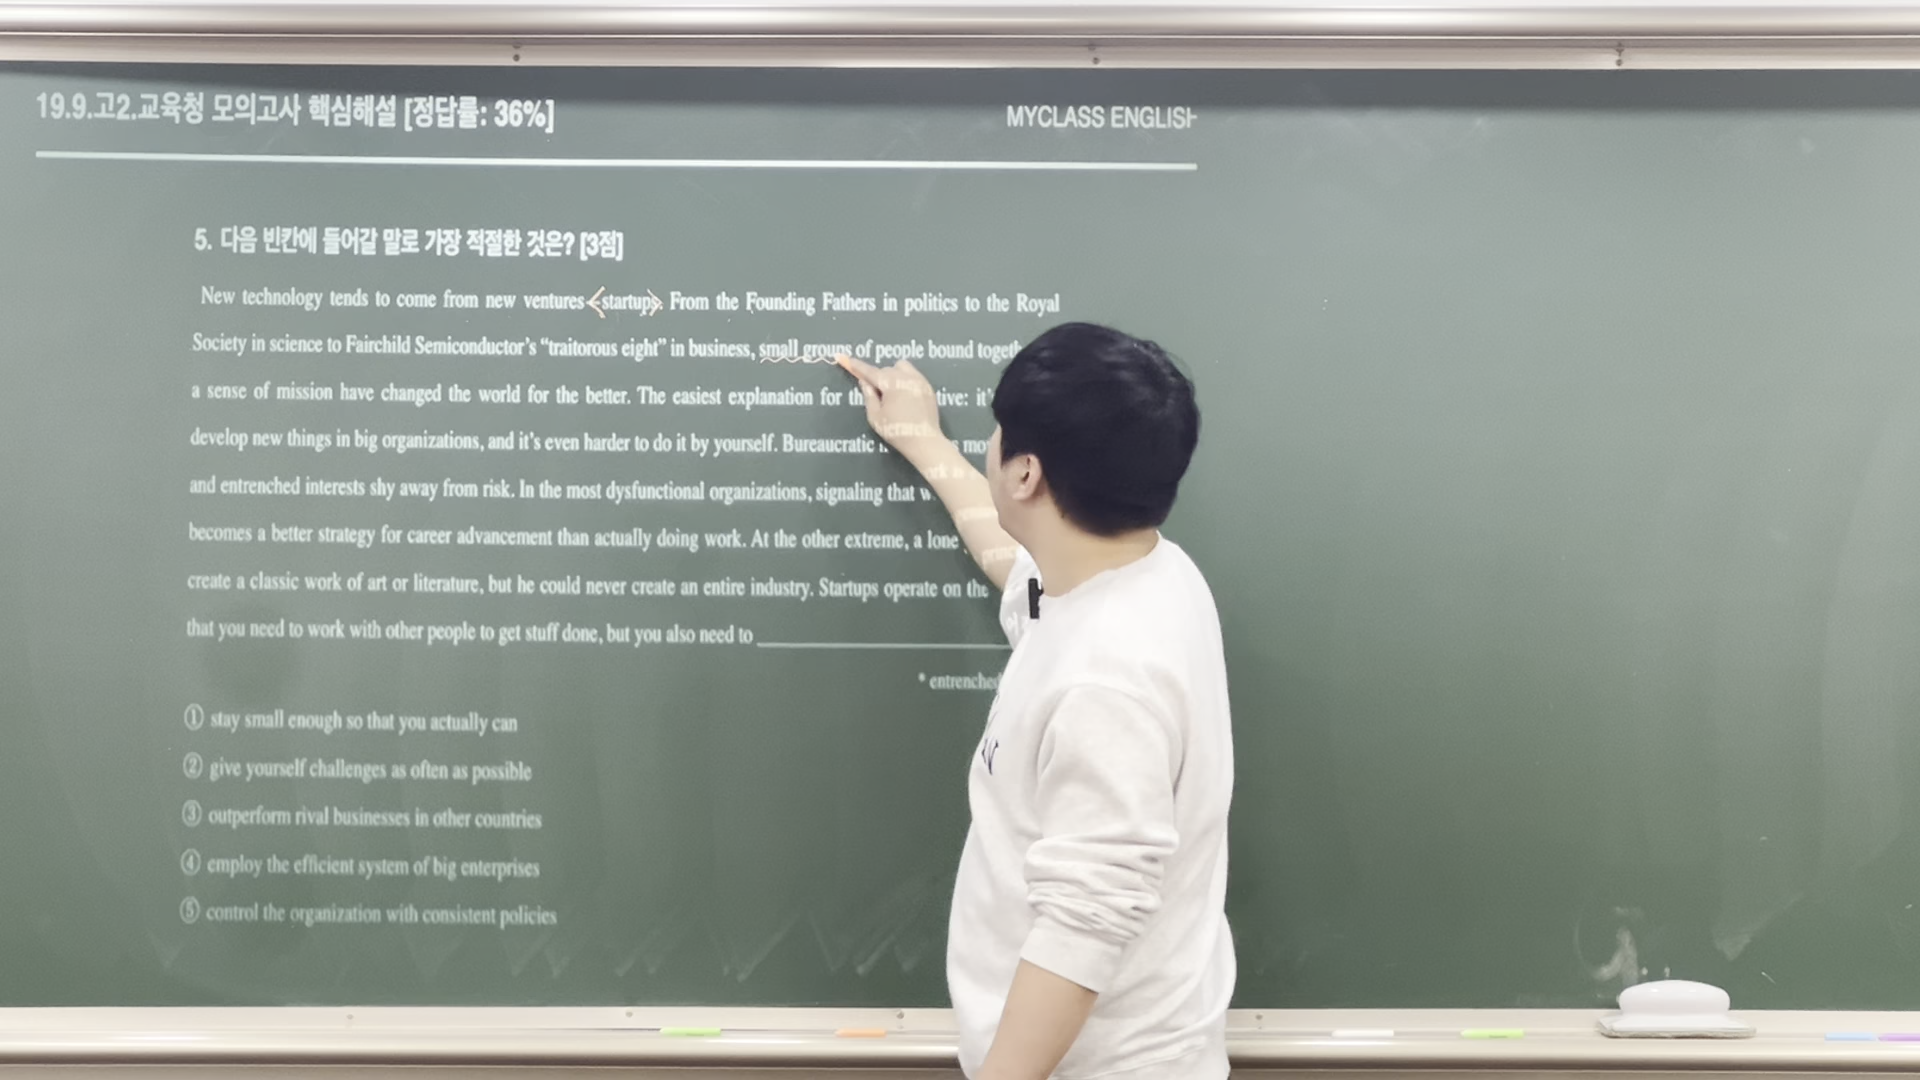 19.9.고2.교육청 모의고사 핵심해설 [정답률: 36%]
MYCLASS ENGLISH
5. 다음 빈칸에 들어갈 말로 가장 적절한 것은? [3점]
New technology tends to come from new ventures startups. From the Founding Fathers in politics to the Royal
Society in science to Fairchild Semiconductor's “traitorous eight” in business, small groups of people bound
a sense of mission have changed the world for the better. The easiest explanation for this is negative: it's
develop new things in big organizations, and it's even harder to do it by yourself. Bureaucratic
and entrenched interests shy away from risk. In the most dysfunctional organizations, signaling that
becomes a better strategy for career advancement than actually doing work. At the other extreme, a lone
create a classic work of art or literature, but he could never create an entire industry. Startups operate on the
that you need to work with other people to get stuff done, but you also need to
* entrenched
① stay small enough so that you actually can
② give yourself challenges as often as possible
③ outperform rival businesses in other countries
④ employ the efficient system of big enterprises
⑤ control the organization with consistent policies